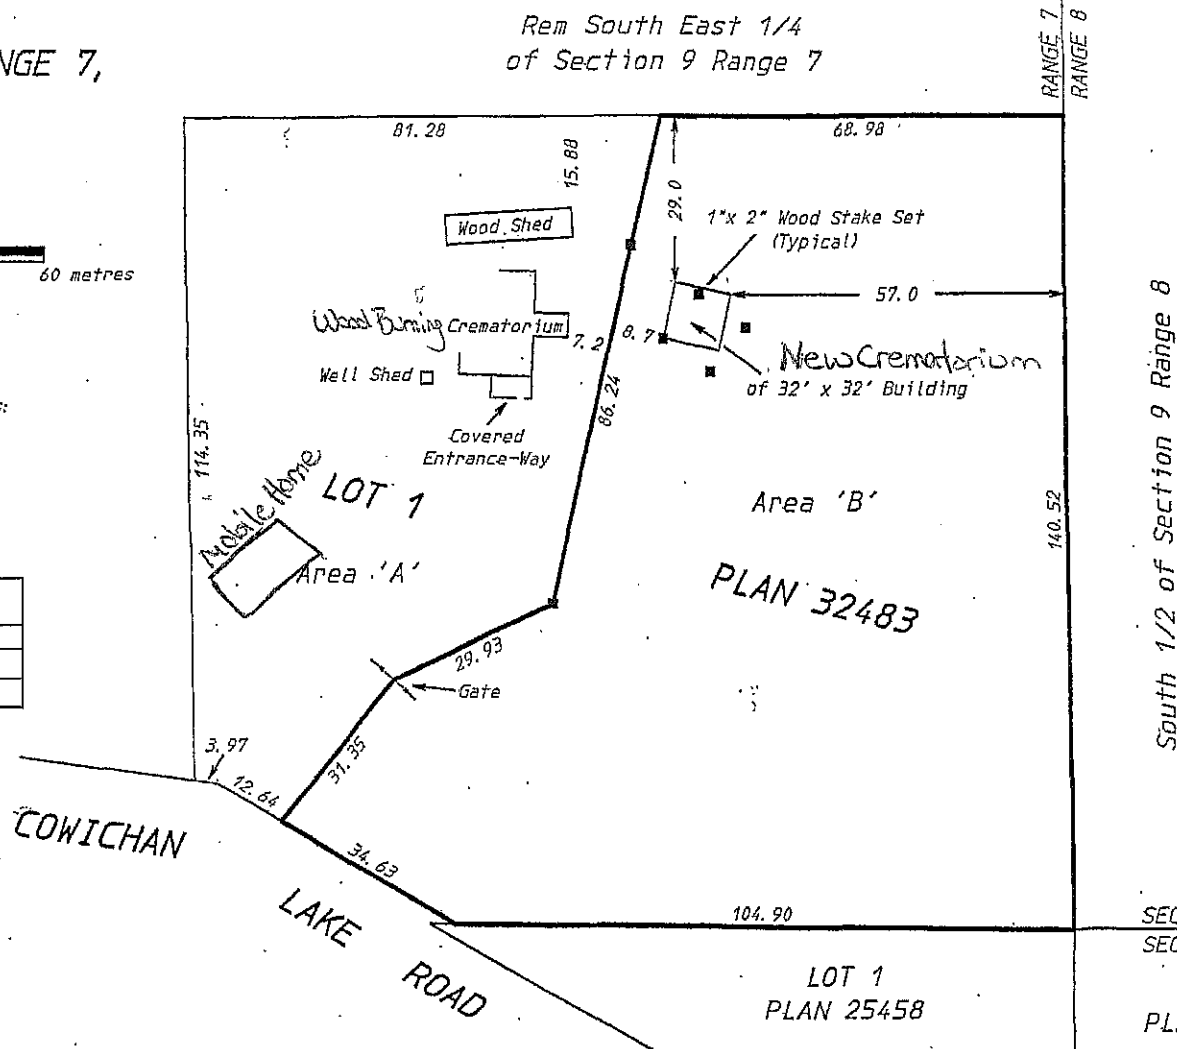 Rem South East 1/4
of Section 9 Range 7
RANGE 7
RANGE 8
NGE 7,
81.28
68.98
15.88
29.0
Wood Shed
1"x 2" Wood Stake Set
(Typical)
60 metres
57.0
Wood Burning Crematorium
7.2
8.7
New Crematorium
of 32' x 32' Building
Well Shed
86.24
Covered
Entrance-Way
114.35
Mobile Home
LOT 1
Area 'A'
Area 'B'
PLAN 32483
140.52
South 1/2 of Section 9 Range 8
29.93
Gate
31.35
3.97
12.64
COWICHAN
LAKE
ROAD
34.63
104.90
SEC
SEC
LOT 1
PLAN 25458
PL